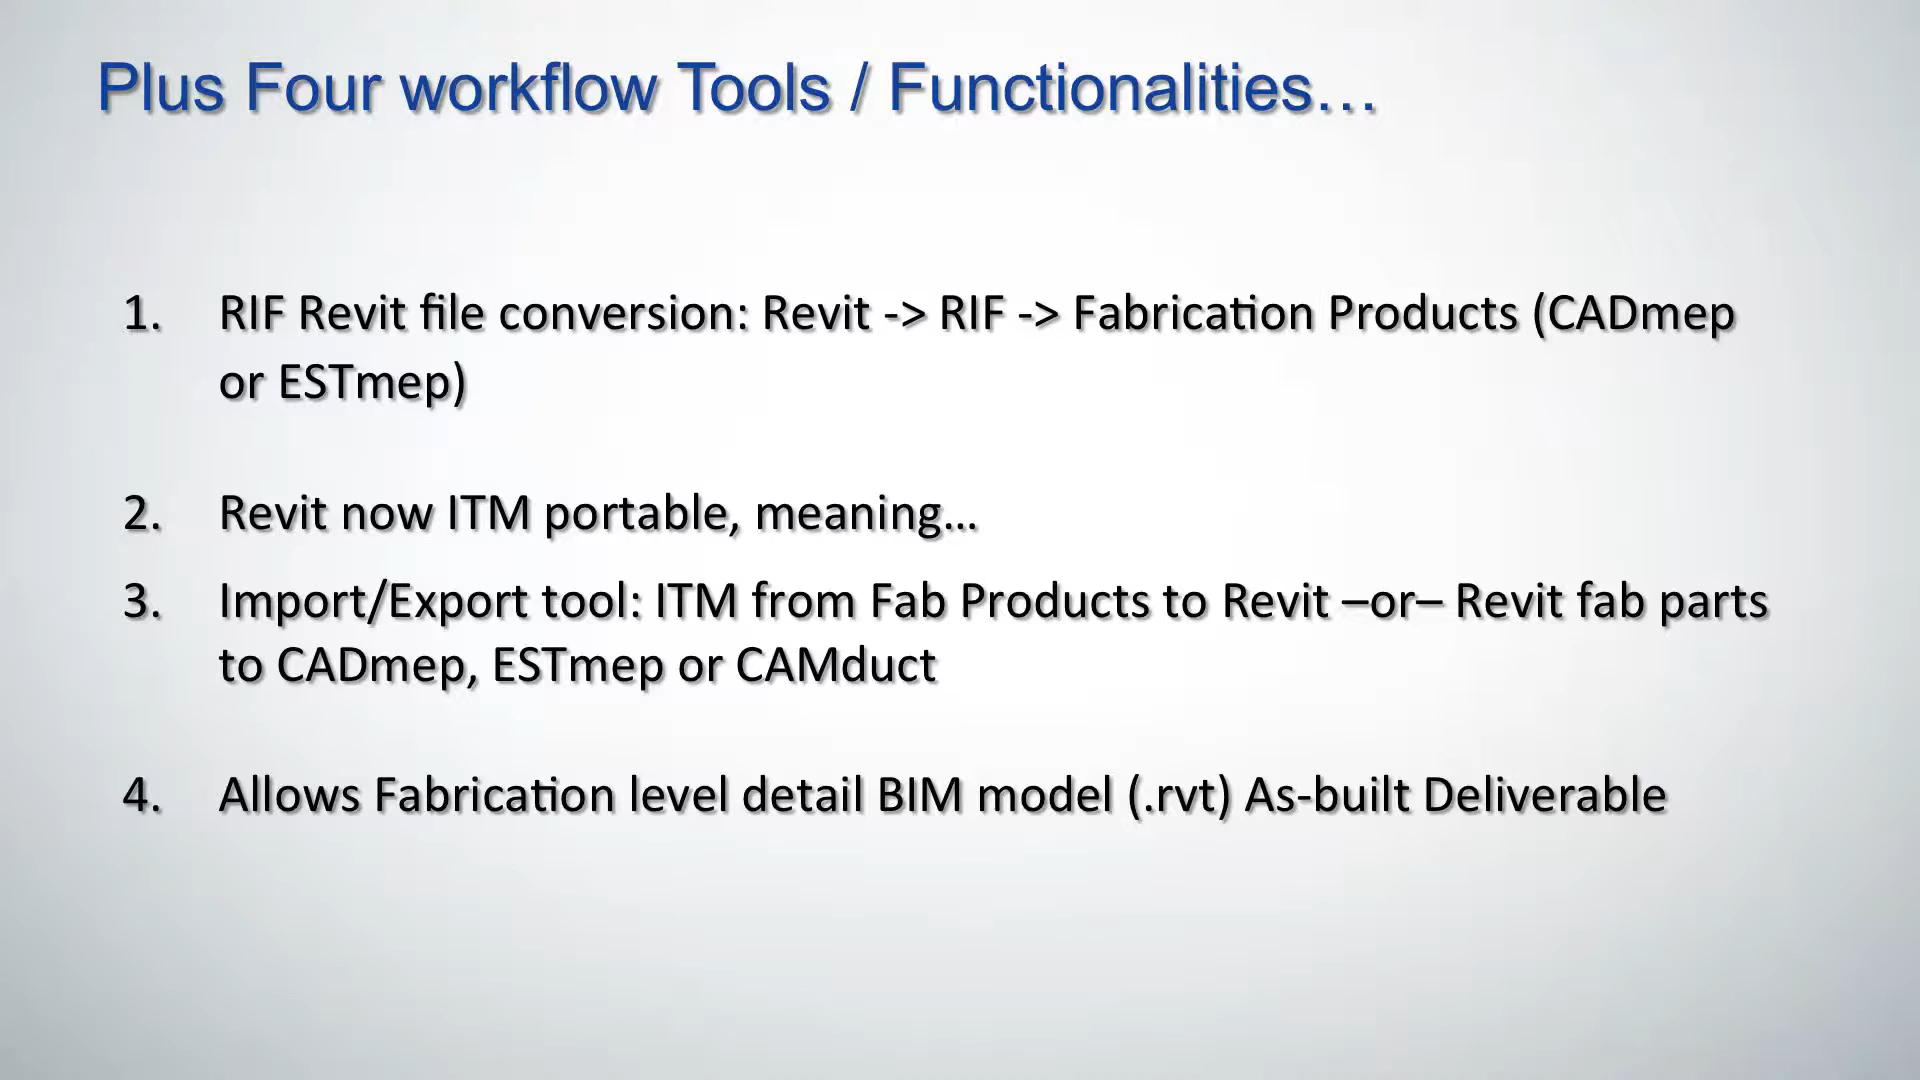 Plus Four workflow Tools / Functionalities…
1. RIF Revit file conversion: Revit -> RIF -> Fabrication Products (CADmep
or ESTmep)
2. Revit now ITM portable, meaning…
3. Import/Export tool: ITM from Fab Products to Revit –or– Revit fab parts
to CADmep, ESTmep or CAMduct
4. Allows Fabrication level detail BIM model (.rvt) As-built Deliverable